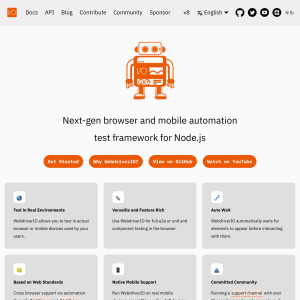 I/O Docs API Blog Contribute Community Sponsor v8 English
I/O
Next-gen browser and mobile automation
test framework for Node.js
Get Started Why WebdriverIO? View on GitHub Watch on YouTube
Test in Real Environments
WebdriverIO allows you to test in actual
browser or mobile devices used by your
users.
Versatile and Feature Rich
Use WebdriverIO for full e2e or unit and
component testing in the browser.
Auto Wait
WebdriverIO automatically waits for
elements to appear before interacting
with them.
Based on Web Standards
Cross browser support via automation
Native Mobile Support
Run WebdriverIO on real mobile
Committed Community
Running a support channel with over